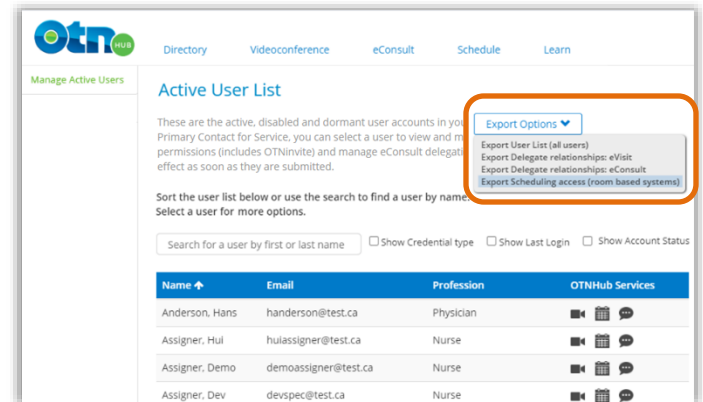 otn HUB
Directory Videoconference eConsult Schedule Learn
Manage Active Users
Active User List
These are the active, disabled and dormant user accounts in you
Primary Contact for Service, you can select a user to view and m
permissions (includes OTNinvite) and manage eConsult delegati
effect as soon as they are submitted.
Export Options
Export User List (all users)
Export Delegate relationships: eVisit
Export Delegate relationships: eConsult
Export Scheduling access (room based systems)
Sort the user list below or use the search to find a user by name.
Select a user for more options.
Search for a user by first or last name Show Credential type Show Last Login Show Account Status
Name Email Profession OTNHub Services
Anderson, Hans handerson@test.ca Physician
Assigner, Hui huiassigner@test.ca Nurse
Assigner, Demo demoassigner@test.ca Nurse
Assigner, Dev devspec@test.ca Nurse